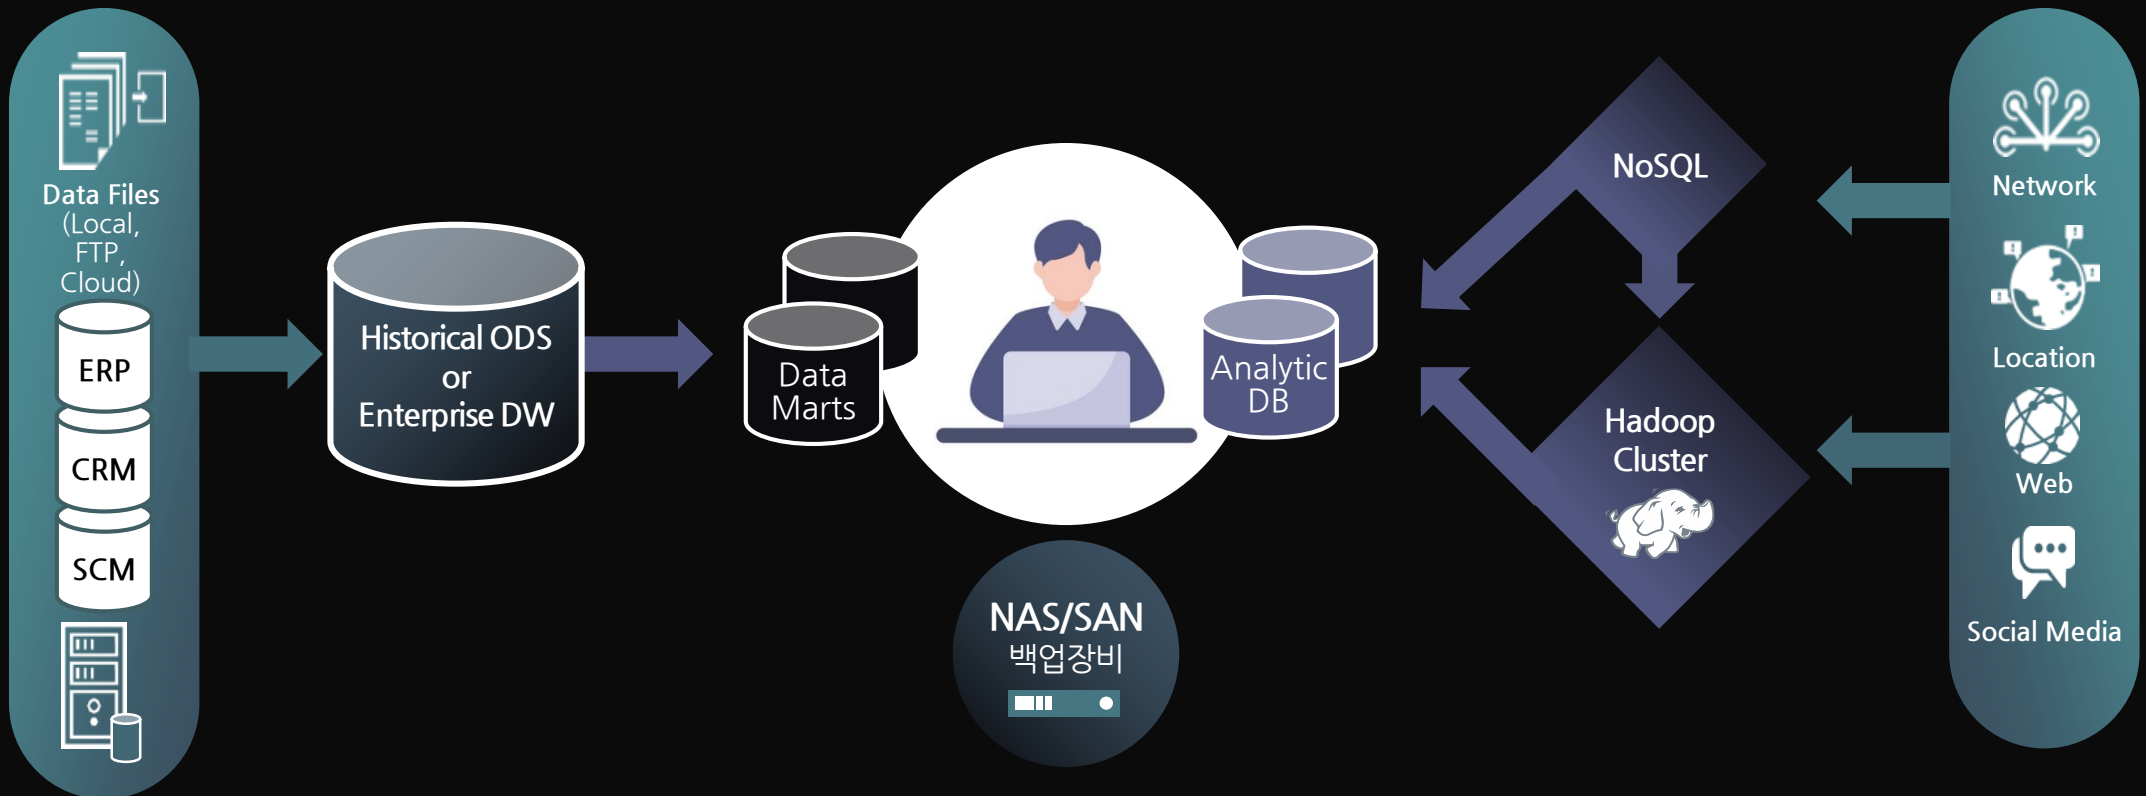 Data Files
(Local,
FTP,
Cloud)
ERP
CRM
SCM
Historical ODS
or
Enterprise DW
Data
Marts
Analytic
DB
NAS/SAN
백업장비
NoSQL
Hadoop
Cluster
Network
Location
Web
Social Media